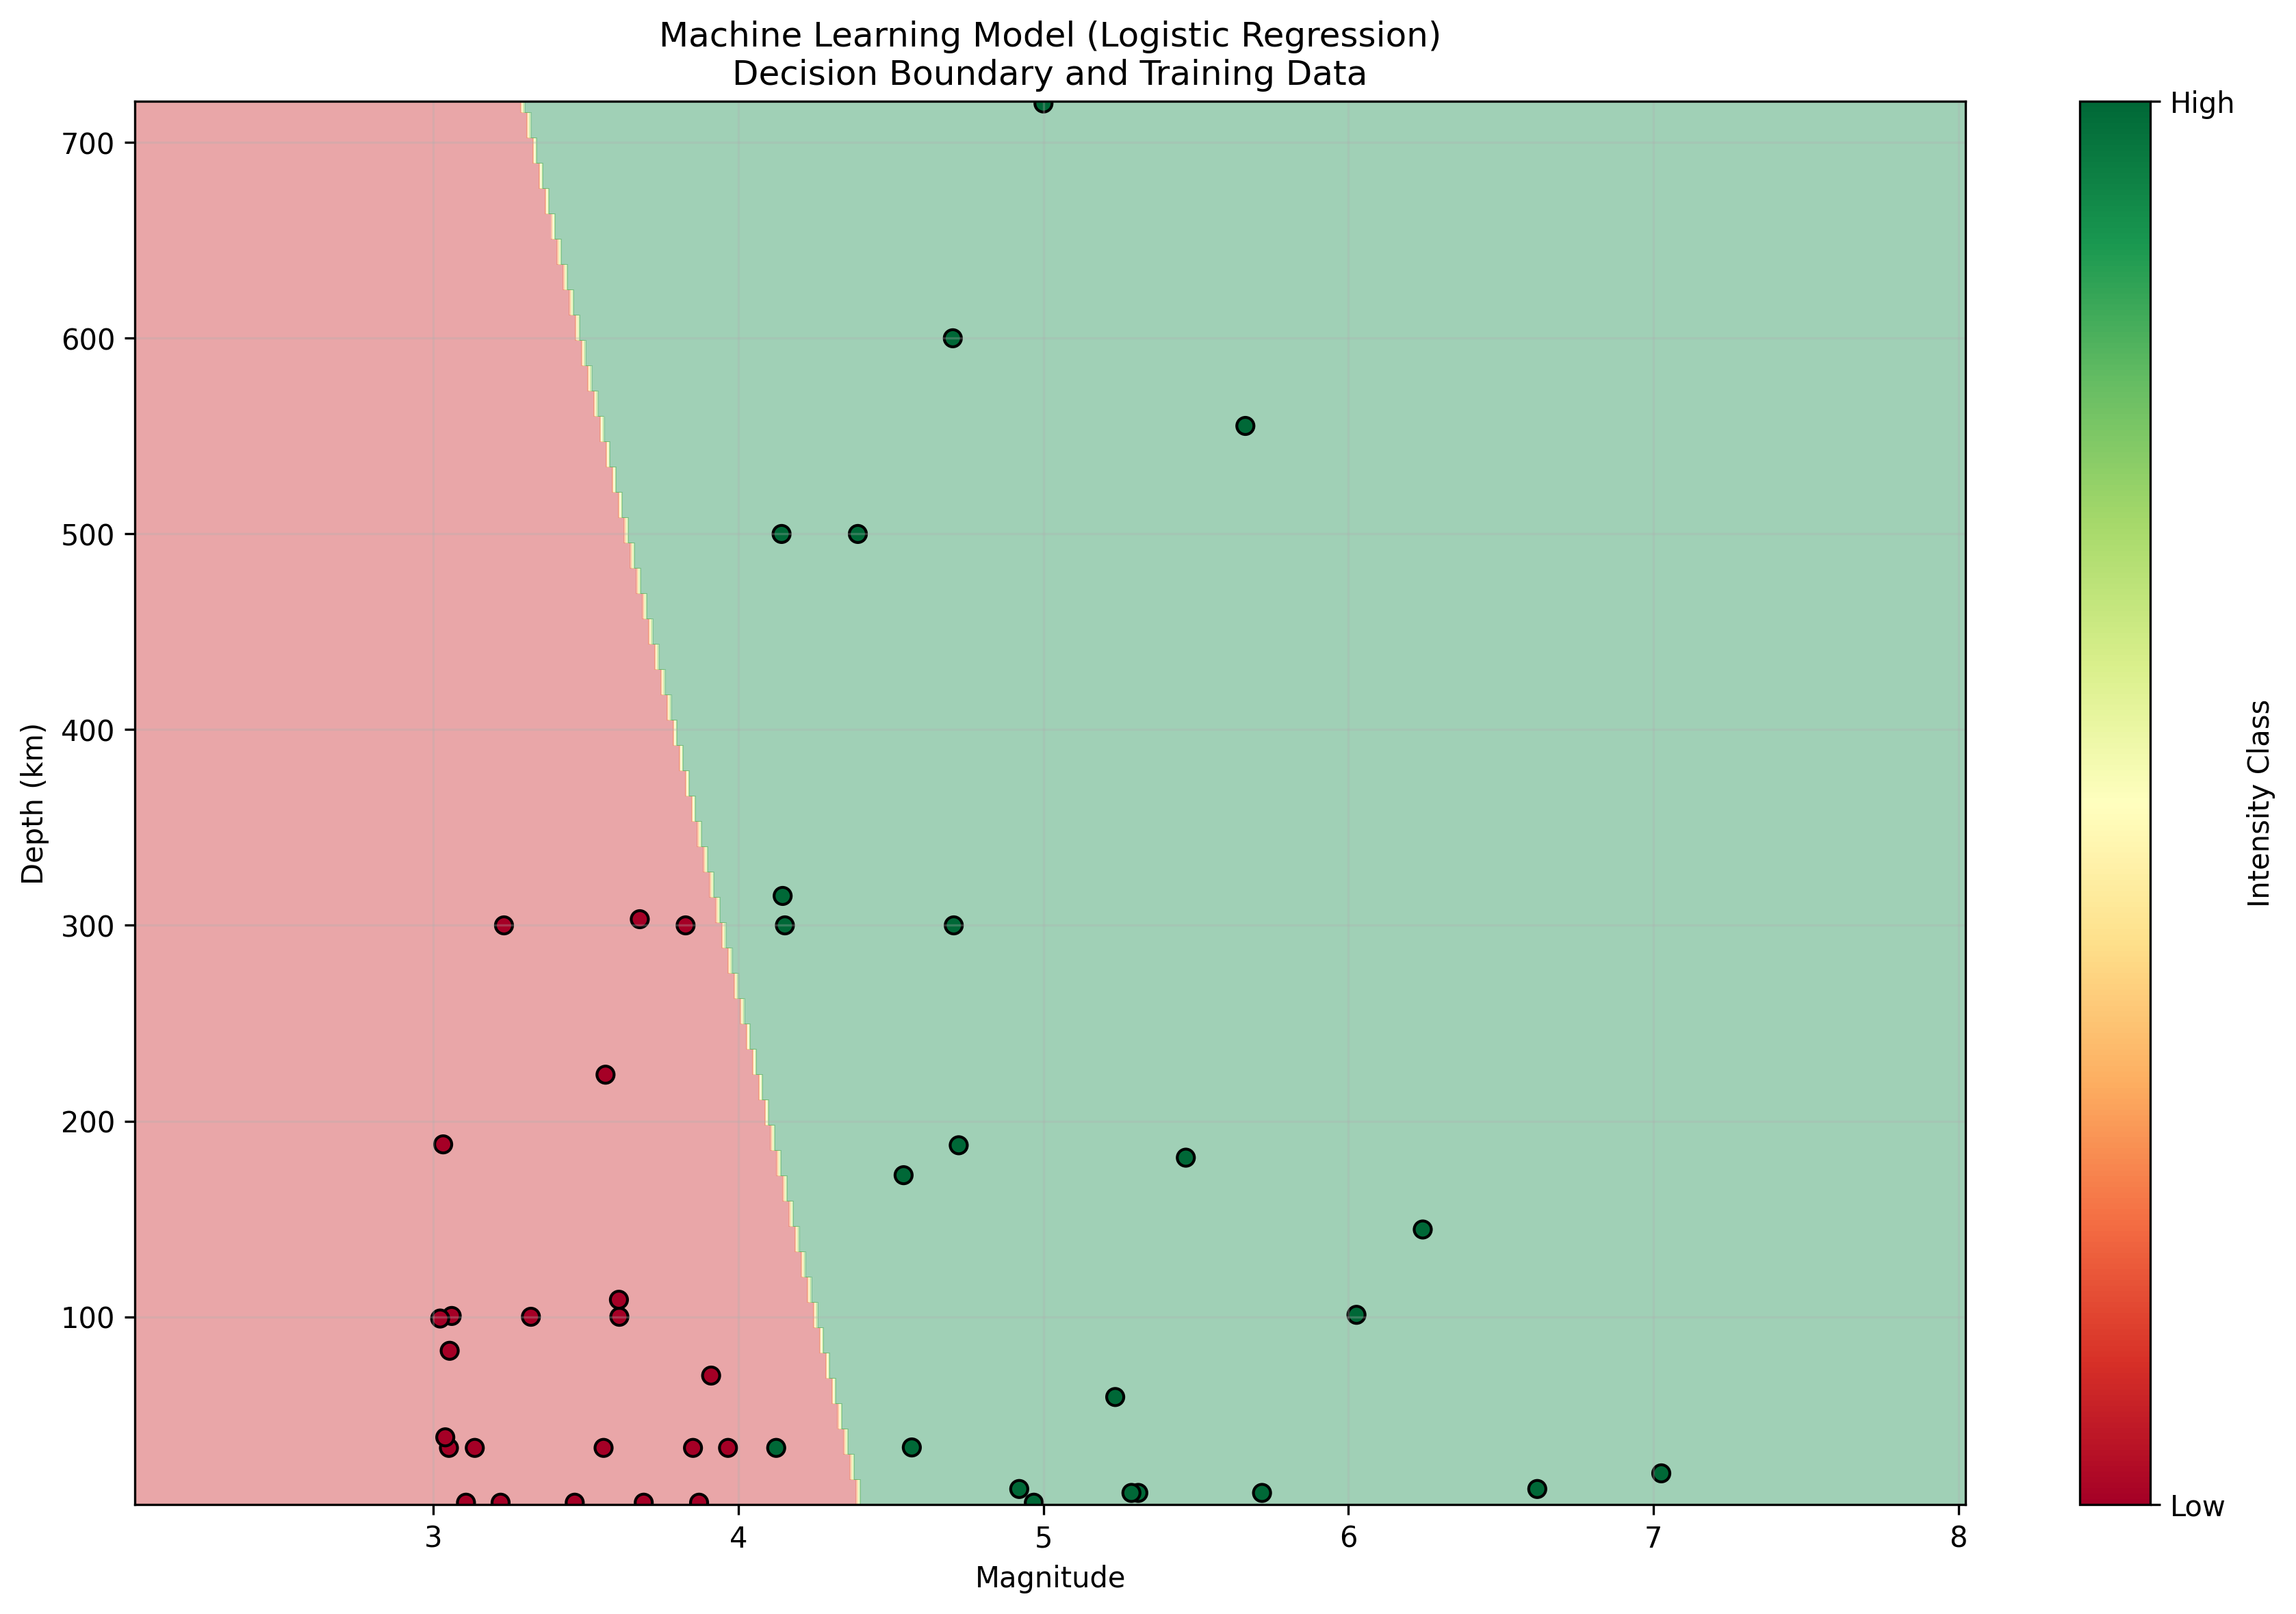 Machine Learning Model (Logistic Regression)
Decision Boundary and Training Data
High
700
600
500
400
300
200
100
Depth (km)
Intensity Class
Low
3 4 5 6 7 8
Magnitude